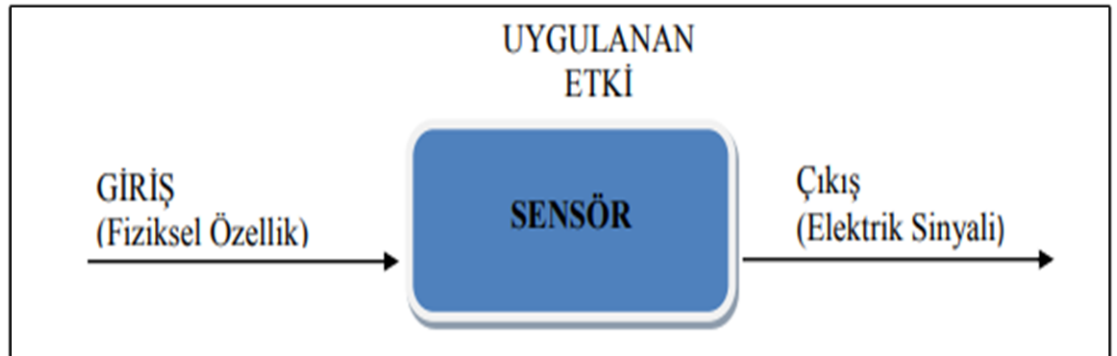 UYGULANAN
ETKİ
GİRİŞ
(Fiziksel Özellik)
SENSÖR
Çıkış
(Elektrik Sinyali)